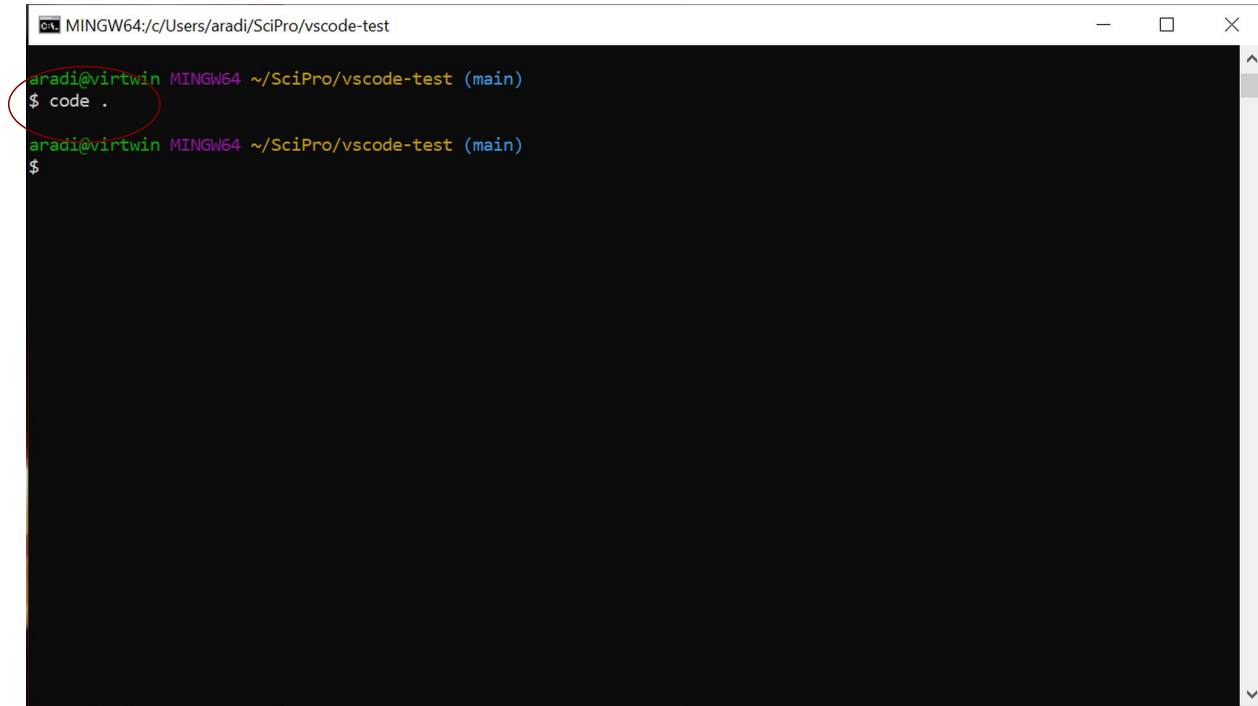 MINGW64:/c/Users/aradi/SciPro/vscode-test
aradi@virtwin MINGW64 ~/SciPro/vscode-test (main)
$ code .
aradi@virtwin MINGW64 ~/SciPro/vscode-test (main)
$